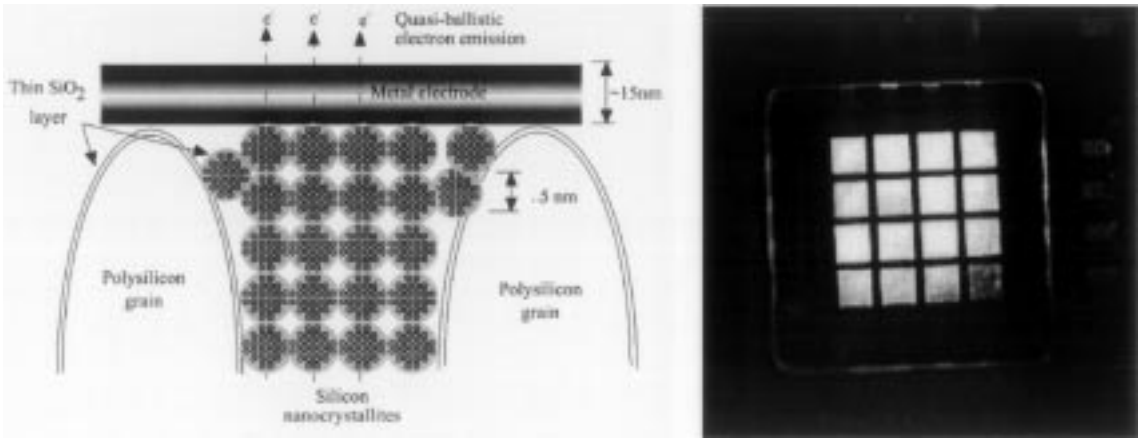 e⁻ e⁻ e⁻
Quasi-ballistic
electron emission
Thin SiO2
layer
Metal electrode
~15nm
5 nm
Polysilicon
grain
Polysilicon
grain
Silicon
nanocrystallites